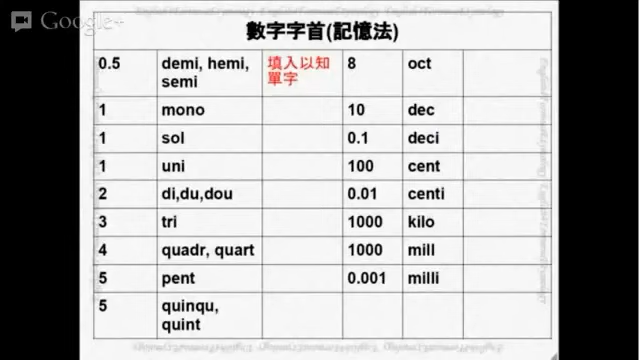 Google+
數字字首(記憶法)
0.5 demi, hemi, semi 填入以知單字 8 oct
1 mono 10 dec
1 sol 0.1 deci
1 uni 100 cent
2 di,du,dou 0.01 centi
3 tri 1000 kilo
4 quadr, quart 1000 mill
5 pent 0.001 milli
5 quinqu, quint